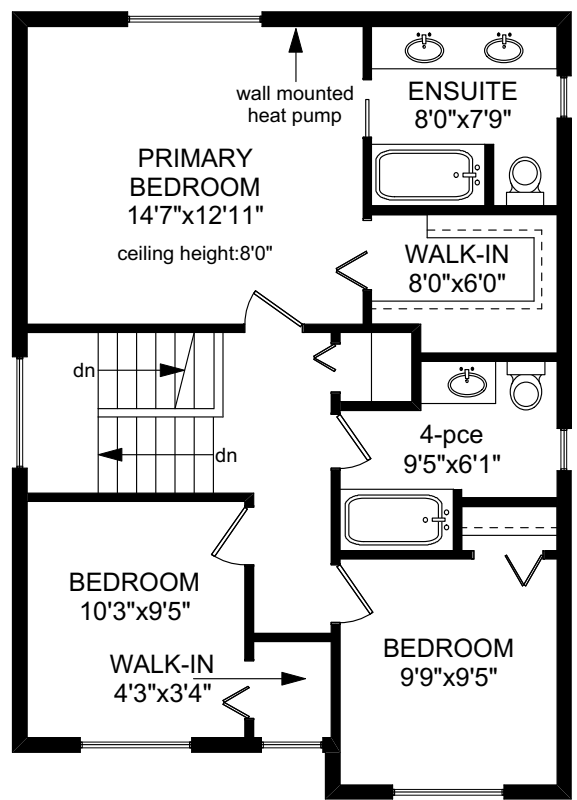 wall mounted
heat pump
ENSUITE
8'0"x7'9"
PRIMARY
BEDROOM
14'7"x12'11"
ceiling height:8'0"
WALK-IN
8'0"x6'0"
dn
dn
4-pce
9'5"x6'1"
BEDROOM
10'3"x9'5"
WALK-IN
4'3"x3'4"
BEDROOM
9'9"x9'5"